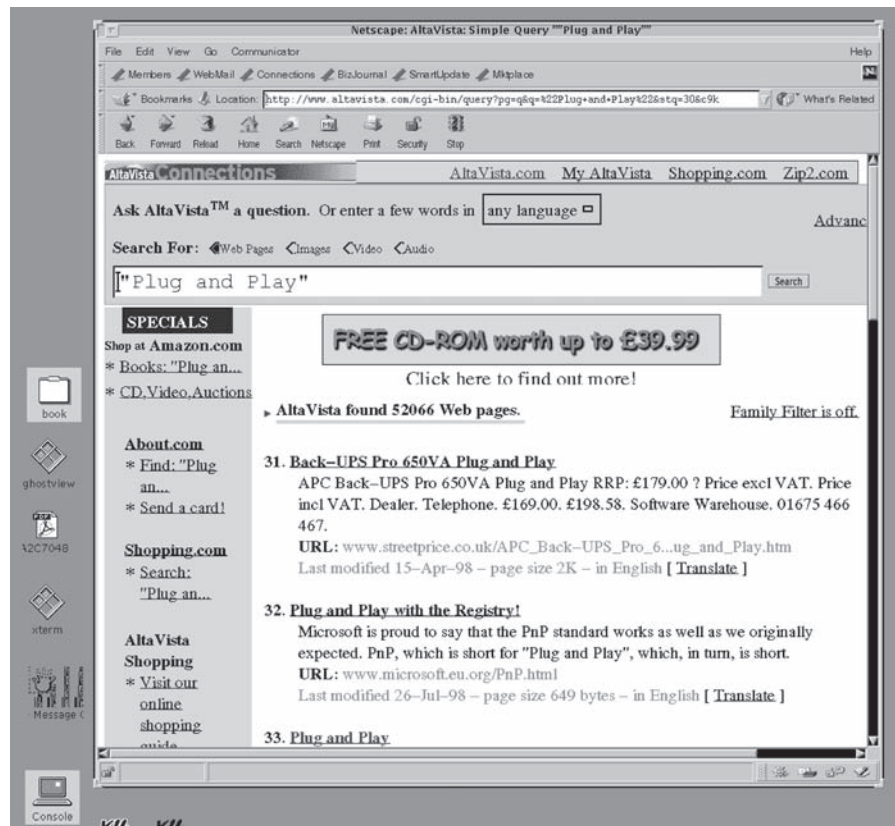 Netscape: AltaVista: Simple Query ""Plug and Play""
File Edit View Go Communicator Help
Members WebMail Connections BizJournal SmartUpdate Mktplace
Bookmarks Location: http://www.altavista.com/cgi-bin/query?pg=q&q=%22Plug+and+Play%22&stq=30&c9k What's Related
Back Forward Reload Home Search Netscape Print Security Stop
AltaVista Connections AltaVista.com My AltaVista Shopping.com Zip2.com
Ask AltaVista™ a question. Or enter a few words in any language
Advanc
Search For: Web Pages Images Video Audio
"Plug and Play" Search
SPECIALS
Shop at Amazon.com
* Books: "Plug an...
* CD,Video,Auctions
About.com
* Find: "Plug
an...
* Send a card!
Shopping.com
* Search:
"Plug an...
AltaVista
Shopping
* Visit our
online
shopping
guide
FREE CD-ROM worth up to £39.99
Click here to find out more!
AltaVista found 52066 Web pages. Family Filter is off.
31. Back–UPS Pro 650VA Plug and Play
APC Back–UPS Pro 650VA Plug and Play RRP: £179.00 ? Price excl VAT. Price
incl VAT. Dealer. Telephone. £169.00. £198.58. Software Warehouse. 01675 466
467.
URL: www.streetprice.co.uk/APC_Back–UPS_Pro_6...ug_and_Play.htm
Last modified 15–Apr–98 – page size 2K – in English [ Translate ]
32. Plug and Play with the Registry!
Microsoft is proud to say that the PnP standard works as well as we originally
expected. PnP, which is short for "Plug and Play", which, in turn, is short.
URL: www.microsoft.eu.org/PnP.html
Last modified 26–Jul–98 – page size 649 bytes – in English [ Translate ]
33. Plug and Play
book
ghostview
A2C704B
xterm
Message C
Console